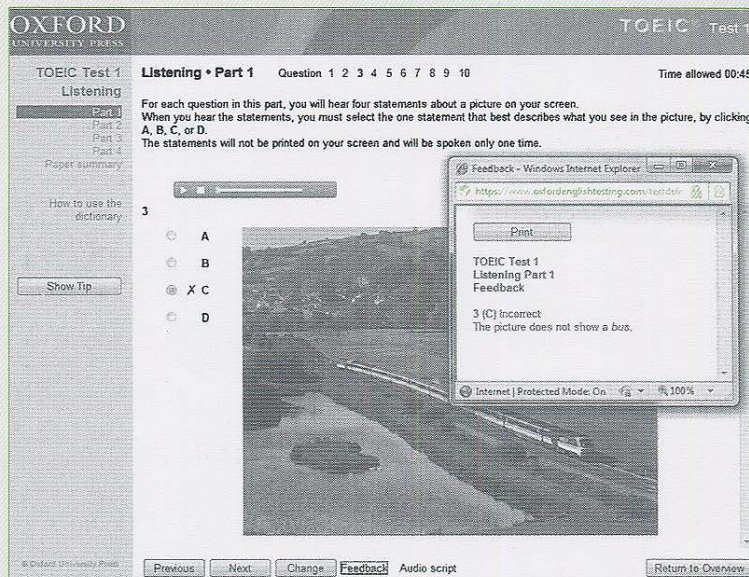 OXFORD
UNIVERSITY PRESS
TOEIC® Test 1
TOEIC Test 1
Listening
Part 1
Part 2
Part 3
Part 4
Paper summary
How to use the
dictionary
Show Tip
Listening • Part 1 Question 1 2 3 4 5 6 7 8 9 10 Time allowed 00:45
For each question in this part, you will hear four statements about a picture on your screen.
When you hear the statements, you must select the one statement that best describes what you see in the picture, by clicking
A, B, C, or D.
The statements will not be printed on your screen and will be spoken only one time.
3
A
B
✗ C
D
Feedback - Windows Internet Explorer
https://www.oxfordenglishtesting.com/
Print
TOEIC Test 1
Listening Part 1
Feedback
3 (C) Incorrect
The picture does not show a bus.
Internet | Protected Mode: On 100%
© Oxford University Press
Previous Next Change Feedback Audio script Return to Overview